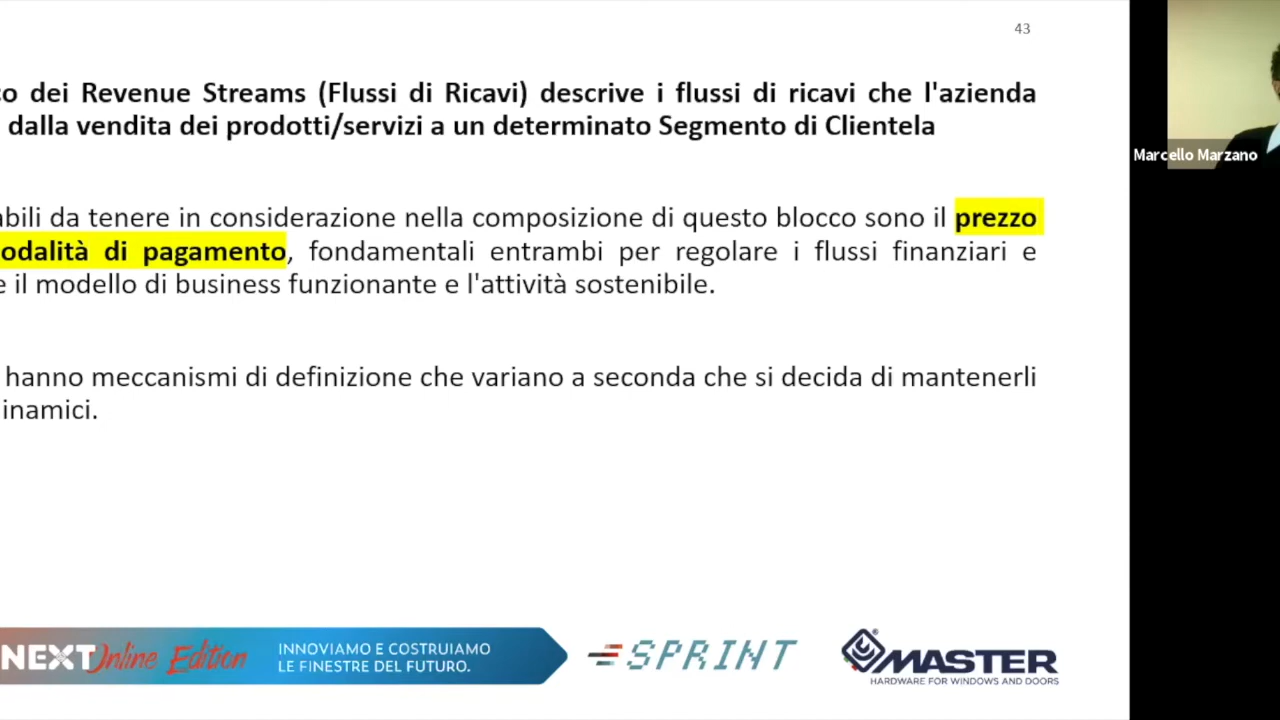 43
dei Revenue Streams (Flussi di Ricavi) descrive i flussi di ricavi che l'azienda
dalla vendita dei prodotti/servizi a un determinato Segmento di Clientela
da tenere in considerazione nella composizione di questo blocco sono il prezzo
di pagamento, fondamentali entrambi per regolare i flussi finanziari e
il modello di business funzionante e l'attività sostenibile.
hanno meccanismi di definizione che variano a seconda che si decida di mantenerli
inamici.
Marcello Marzano
NEXT Online Edition
INNOVIAMO E COSTRUIAMO
LE FINESTRE DEL FUTURO.
SPRINT
MASTER
HARDWARE FOR WINDOWS AND DOORS